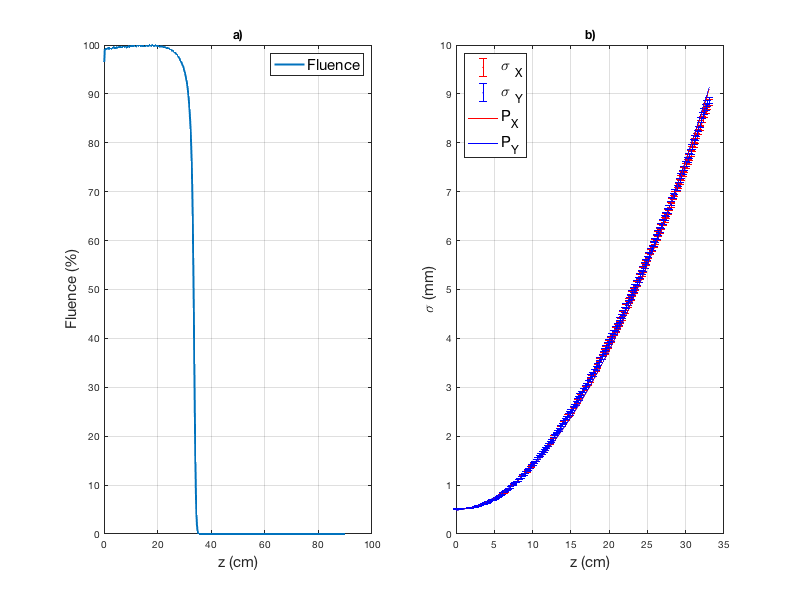 a)
Fluence (%)
100
90
80
70
60
50
40
30
20
10
0
Fluence
0 20 40 60 80 100
z (cm)
b)
σ (mm)
10
9
8
7
6
5
4
3
2
1
0
σ X
σ Y
P X
P Y
0 5 10 15 20 25 30 35
z (cm)